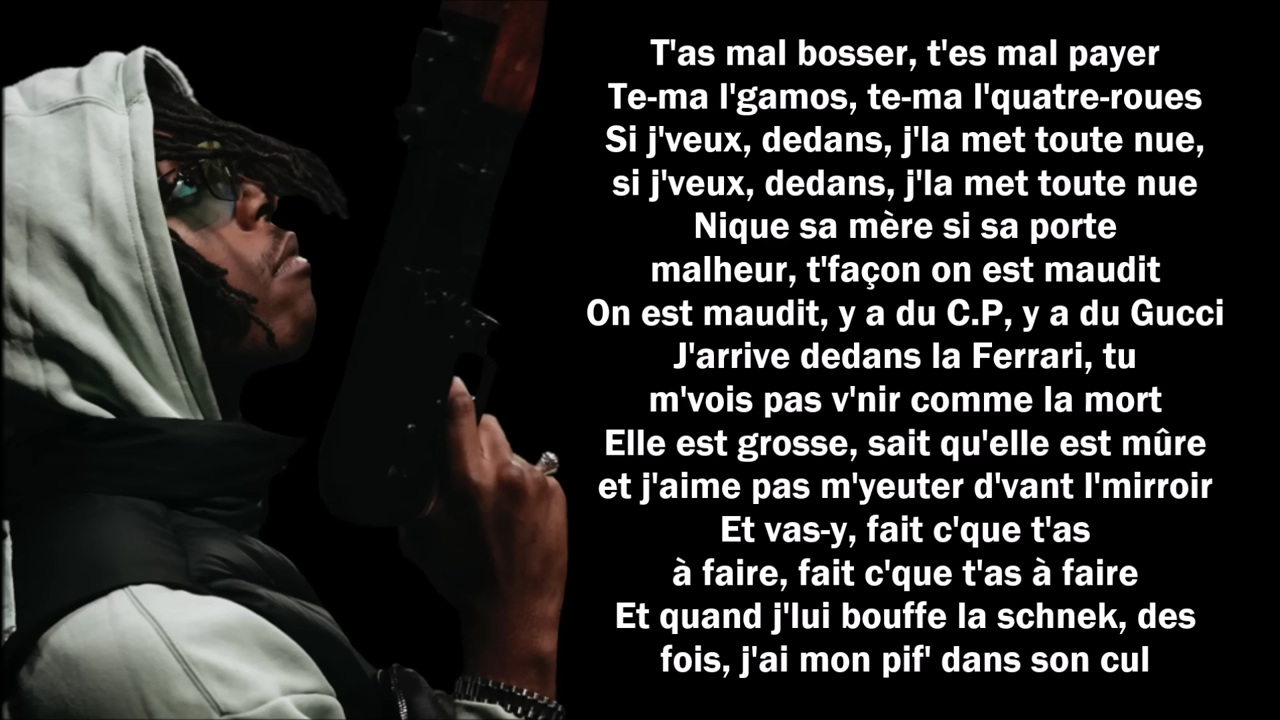 T'as mal bosser, t'es mal payer
Te-ma l'gamos, te-ma l'quatre-roues
Si j'veux, dedans, j'la met toute nue,
si j'veux, dedans, j'la met toute nue
Nique sa mère si sa porte
malheur, t'façon on est maudit
On est maudit, y a du C.P, y a du Gucci
J'arrive dedans la Ferrari, tu
m'vois pas v'nir comme la mort
Elle est grosse, sait qu'elle est mûre
et j'aime pas m'yeuter d'vant l'mirroir
Et vas-y, fait c'que t'as
à faire, fait c'que t'as à faire
Et quand j'lui bouffe la schnek, des
fois, j'ai mon pif' dans son cul